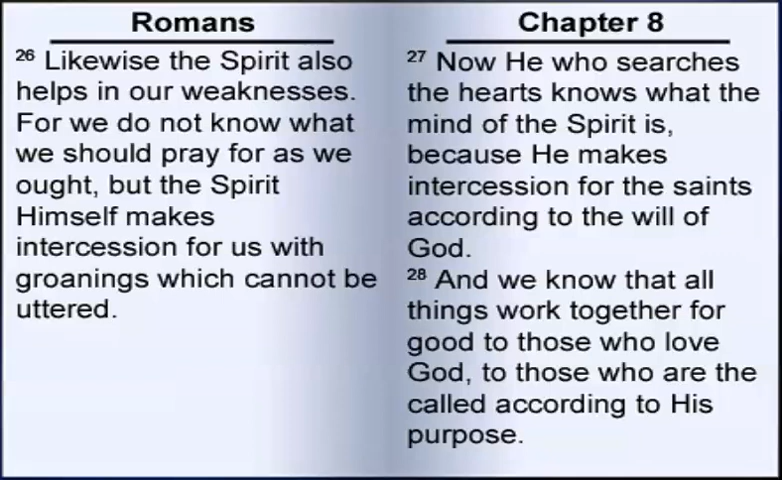 Romans
26 Likewise the Spirit also
helps in our weaknesses.
For we do not know what
we should pray for as we
ought, but the Spirit
Himself makes
intercession for us with
groanings which cannot be
uttered.
Chapter 8
27 Now He who searches
the hearts knows what the
mind of the Spirit is,
because He makes
intercession for the saints
according to the will of
God.
28 And we know that all
things work together for
good to those who love
God, to those who are the
called according to His
purpose.